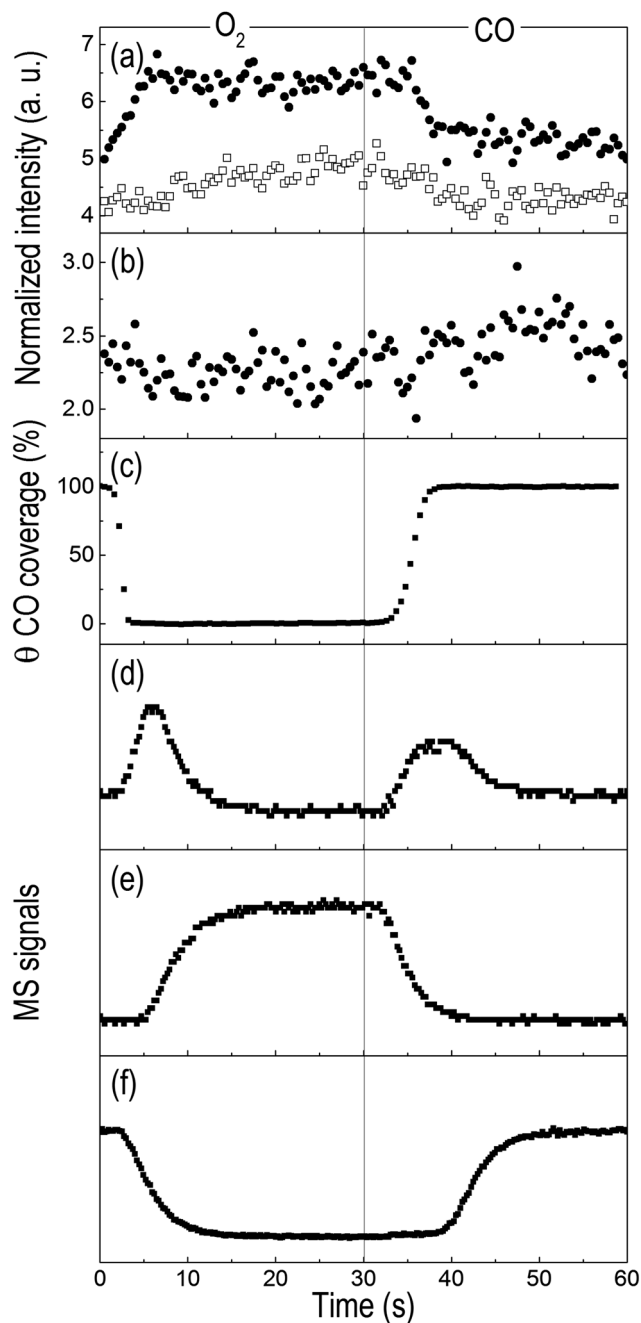 O₂ CO
(a)
7
6
5
4
Normalized intensity (a. u.)
(b)
3.0
2.5
2.0
(c)
100
50
0
θ CO coverage (%)
(d)
(e)
MS signals
(f)
0 10 20 30 40 50 60
Time (s)